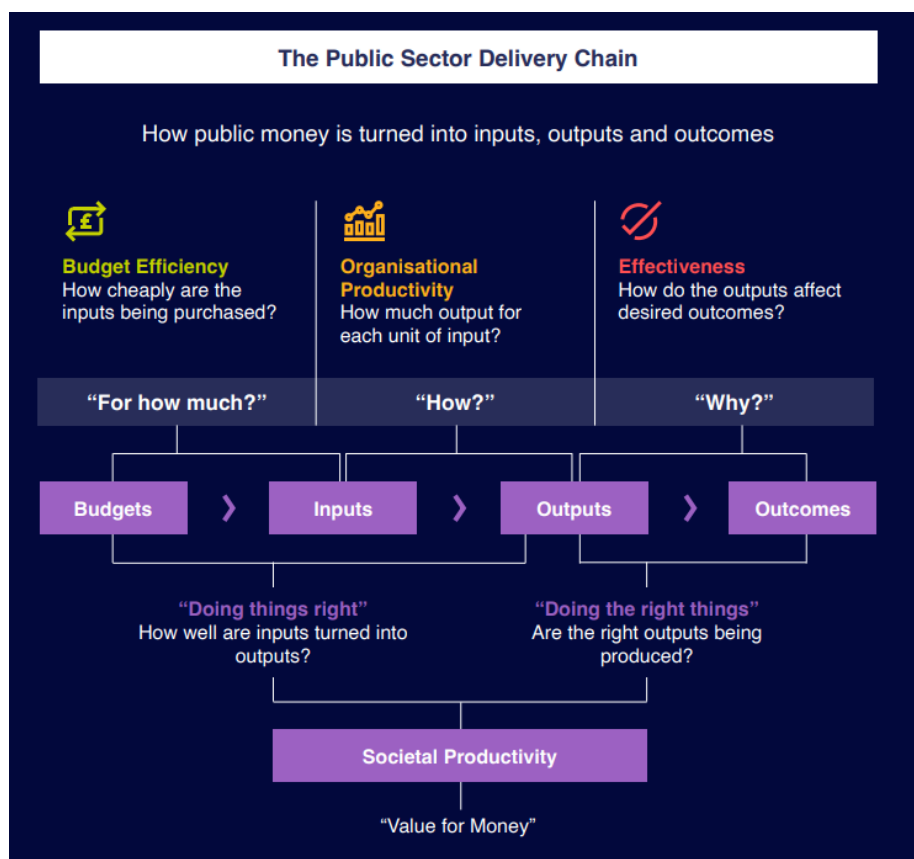 The Public Sector Delivery Chain
How public money is turned into inputs, outputs and outcomes
£
Budget Efficiency
How cheaply are the
inputs being purchased?
Organisational
Productivity
How much output for
each unit of input?
Effectiveness
How do the outputs affect
desired outcomes?
“For how much?”
“How?”
“Why?”
Budgets
Inputs
Outputs
Outcomes
“Doing things right”
How well are inputs turned into
outputs?
“Doing the right things”
Are the right outputs being
produced?
Societal Productivity
“Value for Money”